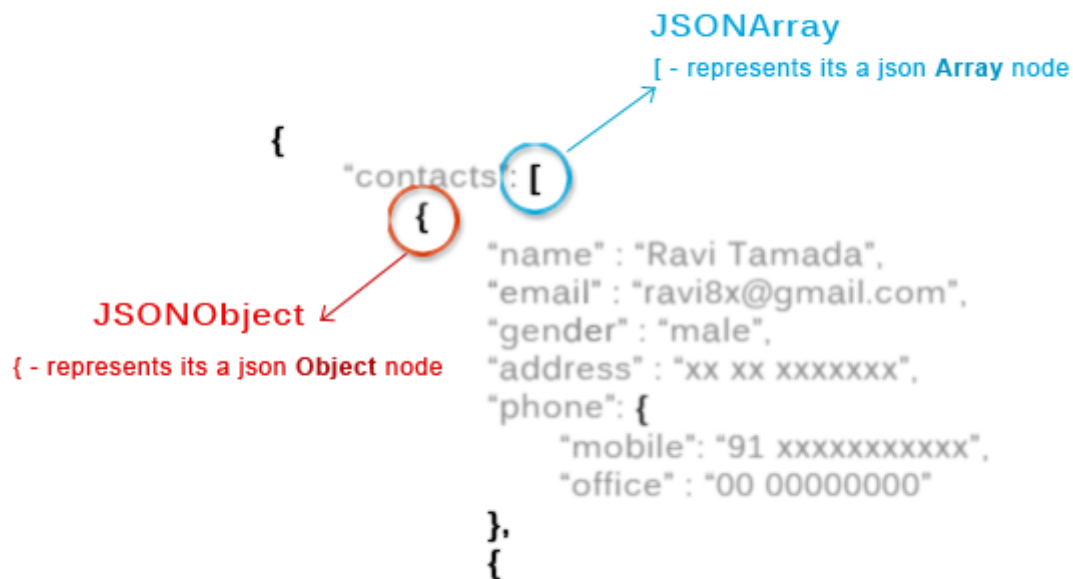 JSONArray
[ - represents its a json Array node
{
“contacts”: [
{
“name” : “Ravi Tamada”,
“email” : “ravi8x@gmail.com”,
“gender” : “male”,
JSONObject
{ - represents its a json Object node
“address” : “xx xx xxxxxxx”,
“phone”: {
“mobile”: “91 xxxxxxxxxxx”,
“office” : “00 00000000”
},
{